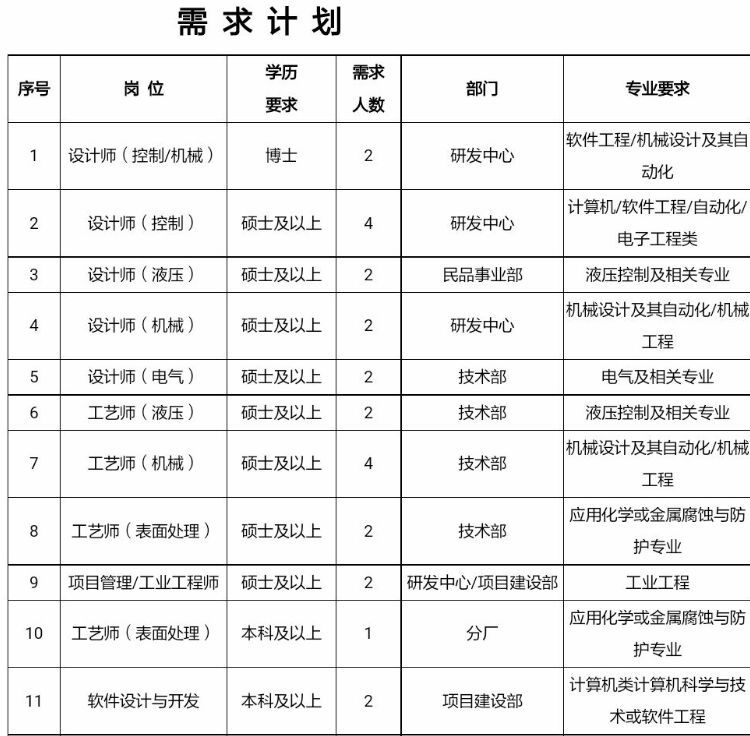 需求计划
序号 岗位 学历要求 需求人数 部门 专业要求
1 设计师（控制/机械） 博士 2 研发中心 软件工程/机械设计及其自动化
2 设计师（控制） 硕士及以上 4 研发中心 计算机/软件工程/自动化/电子工程类
3 设计师（液压） 硕士及以上 2 民品事业部 液压控制及相关专业
4 设计师（机械） 硕士及以上 2 研发中心 机械设计及其自动化/机械工程
5 设计师（电气） 硕士及以上 2 技术部 电气及相关专业
6 工艺师（液压） 硕士及以上 2 技术部 液压控制及相关专业
7 工艺师（机械） 硕士及以上 4 技术部 机械设计及其自动化/机械工程
8 工艺师（表面处理） 硕士及以上 2 技术部 应用化学或金属腐蚀与防护专业
9 项目管理/工业工程师 硕士及以上 2 研发中心/项目建设部 工业工程
10 工艺师（表面处理） 本科及以上 1 分厂 应用化学或金属腐蚀与防护专业
11 软件设计与开发 本科及以上 2 项目建设部 计算机类计算机科学与技术或软件工程